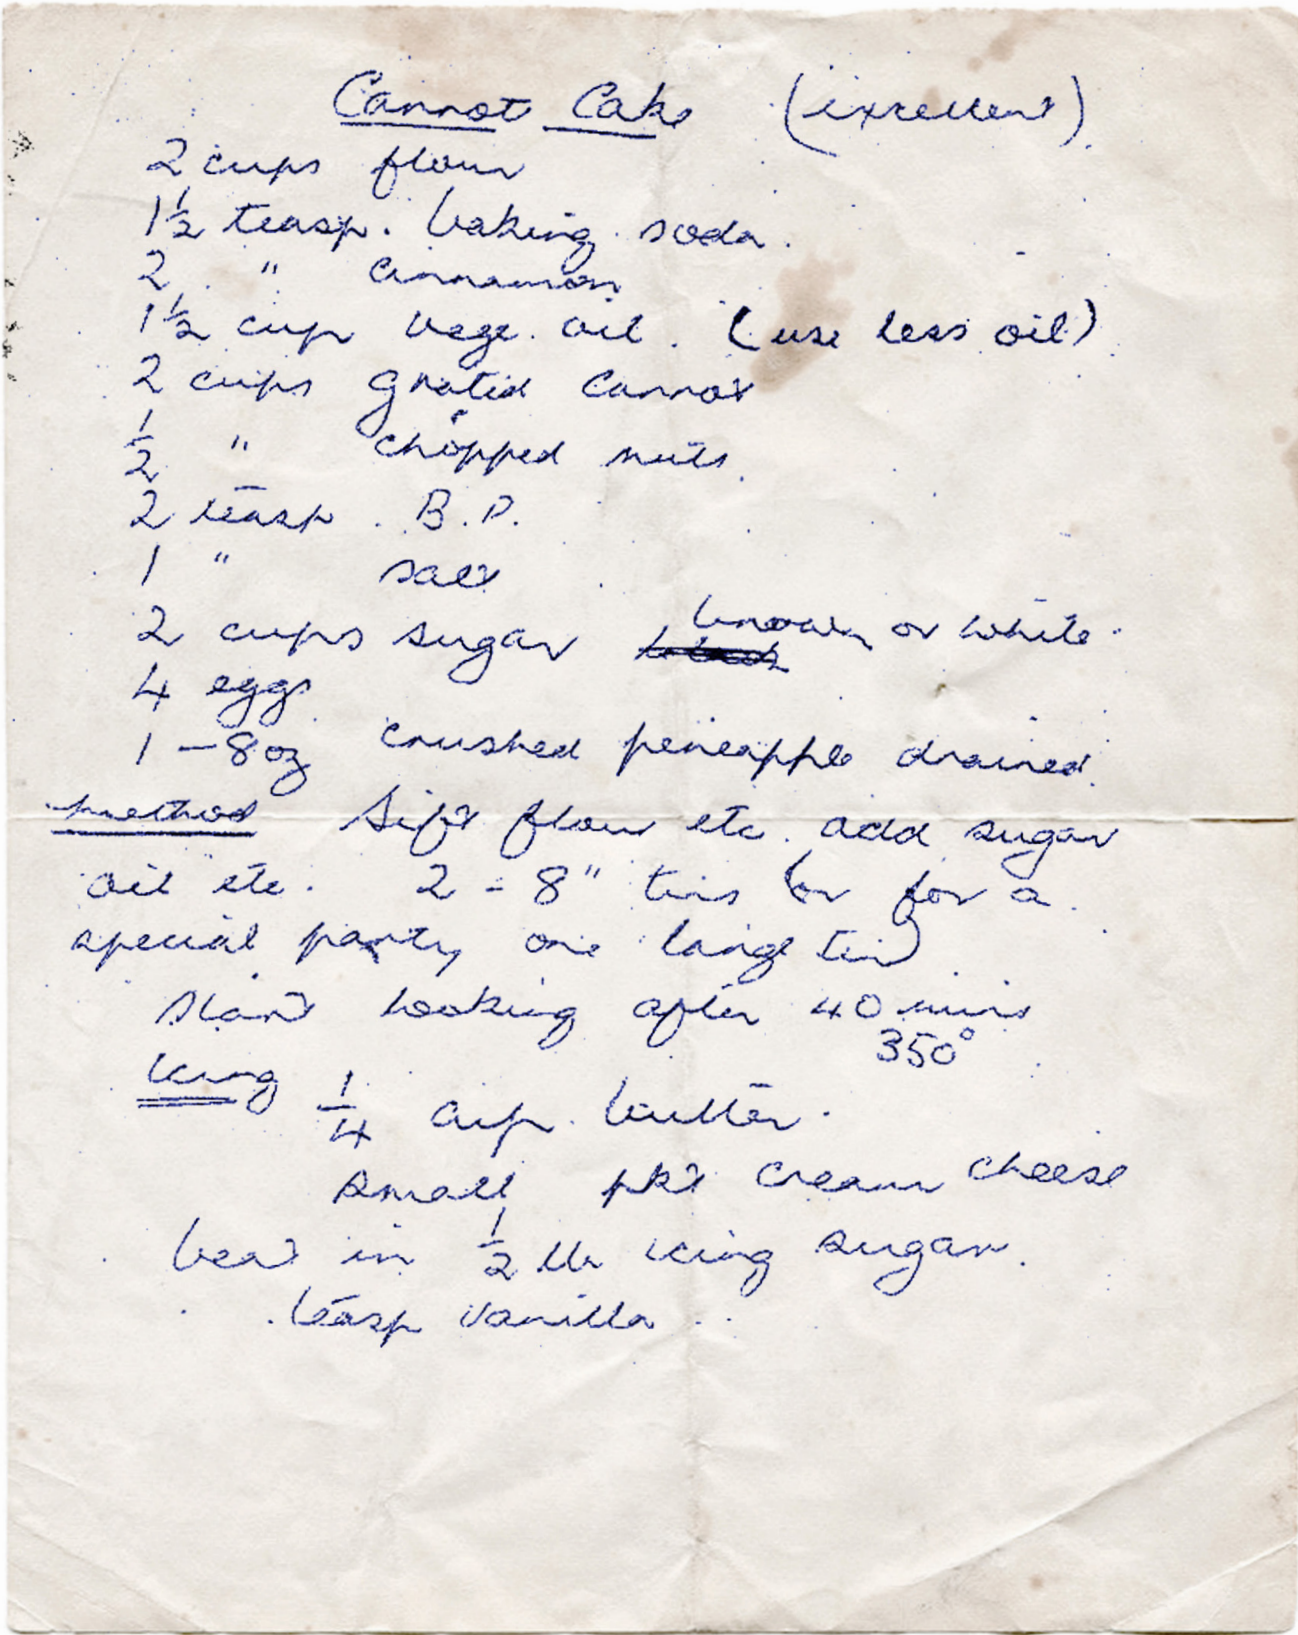 Carrot Cake (excellent)
2 cups flour
1½ teasp. baking soda.
2 " cinnamon
1½ cup vege. oil. (use less oil)
2 cups grated carrot
½ " chopped nuts.
2 teasp. B.P.
1 " salt
2 cups sugar brown or white.
4 eggs
1 - 8oz crushed pineapple drained.
method Sift flour etc. add sugar
oil etc. 2 - 8" tins (or for a
special party one large tin)
Start looking after 40 mins
350°
Icing ¼ cup butter.
small pkt cream cheese
beat in ½ lb icing sugar.
teasp vanilla.